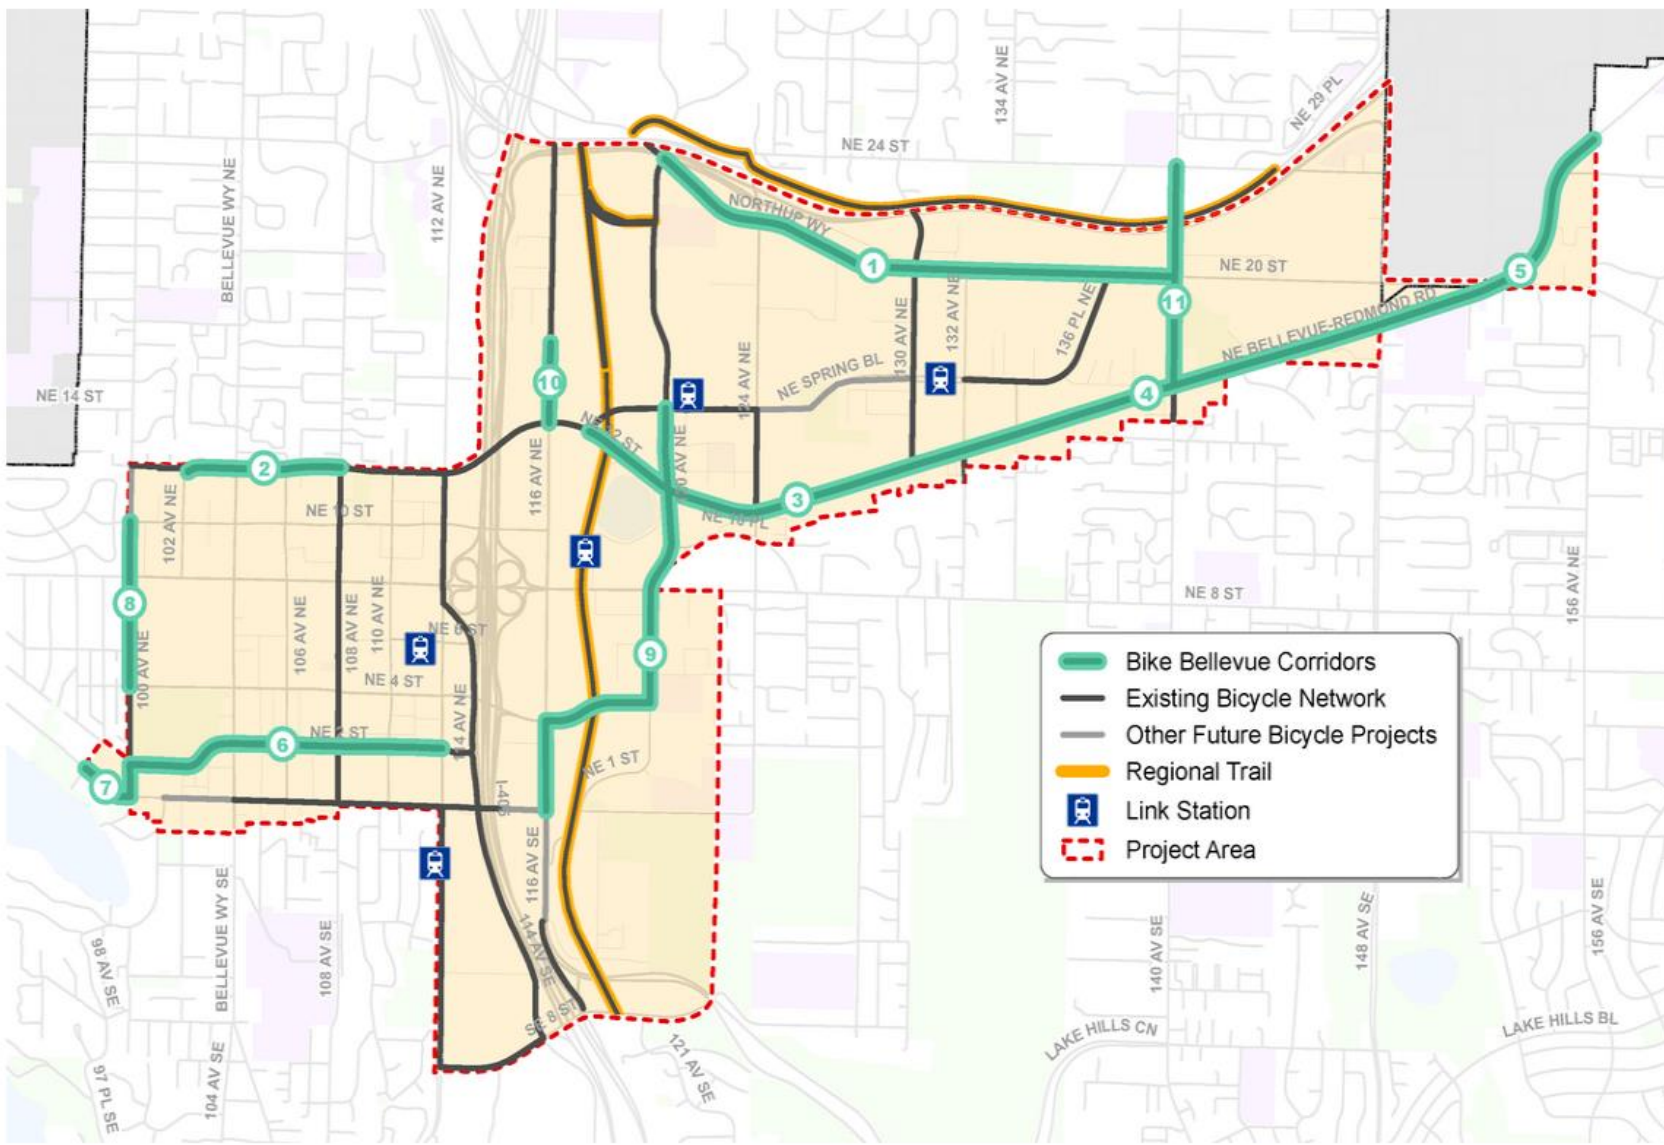 NE 29 PL
134 AV NE
NE 24 ST
BELLEVUE WY NE
112 AV NE
NORTHUP WY
1
NE 20 ST
5
11
136 PL NE
132 AV NE
130 AV NE
NE BELLEVUE-REDMOND RD
NE SPRING BL
124 AV NE
10
4
NE 14 ST
NE 12 ST
116 AV NE
120 AV NE
2
3
102 AV NE
NE 10 ST
NE 10 PL
8
NE 8 ST
156 AV NE
106 AV NE
108 AV NE
110 AV NE
NE 6 ST
9
100 AV NE
NE 4 ST
114 AV NE
6
NE 2 ST
NE 1 ST
7
I-405
Bike Bellevue Corridors
Existing Bicycle Network
Other Future Bicycle Projects
Regional Trail
Link Station
Project Area
116 AV SE
BELLEVUE WY SE
108 AV SE
98 AV SE
114 AV SE
SE 8 ST
121 AV SE
104 AV SE
97 PL SE
140 AV SE
148 AV SE
156 AV SE
LAKE HILLS CN
LAKE HILLS BL